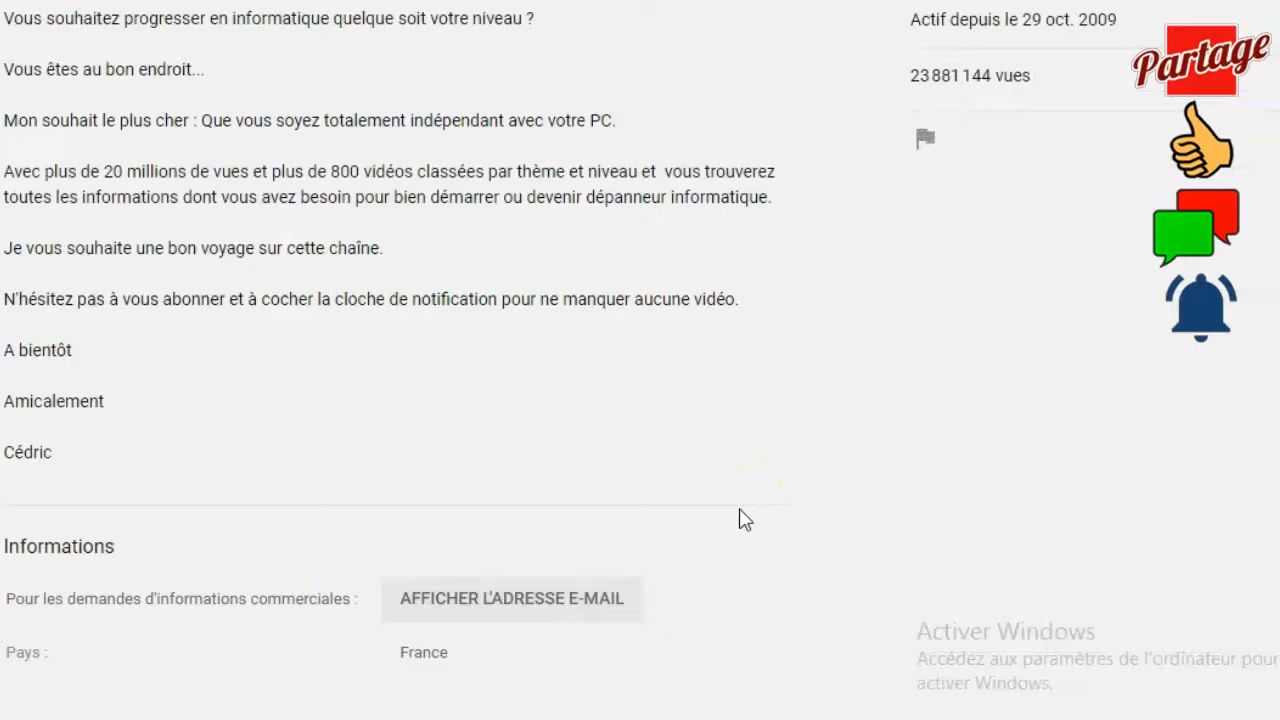 Vous souhaitez progresser en informatique quelque soit votre niveau ?
Vous êtes au bon endroit...
Mon souhait le plus cher : Que vous soyez totalement indépendant avec votre PC.
Avec plus de 20 millions de vues et plus de 800 vidéos classées par thème et niveau et vous trouverez
toutes les informations dont vous avez besoin pour bien démarrer ou devenir dépanneur informatique.
Je vous souhaite une bon voyage sur cette chaîne.
N'hésitez pas à vous abonner et à cocher la cloche de notification pour ne manquer aucune vidéo.
A bientôt
Amicalement
Cédric
Informations
Pour les demandes d'informations commerciales :
AFFICHER L'ADRESSE E-MAIL
Pays :
France
Actif depuis le 29 oct. 2009
23 881 144 vues
Partage
Activer Windows
Accédez aux paramètres de l'ordinateur pour
activer Windows.